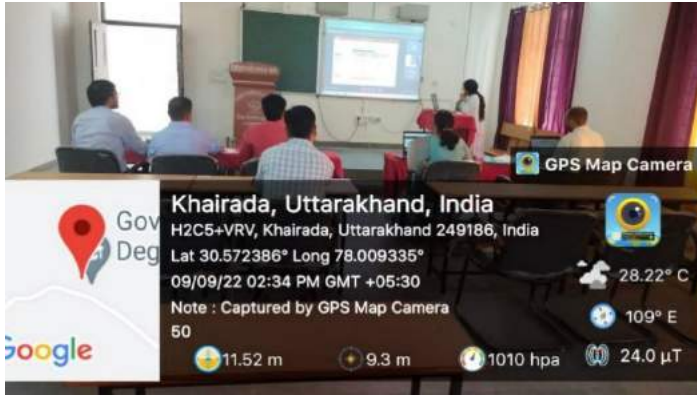 GPS Map Camera
Gov
Deg
Google
Khairada, Uttarakhand, India
H2C5+VRV, Khairada, Uttarakhand 249186, India
Lat 30.572386° Long 78.009335°
09/09/22 02:34 PM GMT +05:30
Note : Captured by GPS Map Camera
50
28.22° C
109° E
11.52 m
9.3 m
1010 hpa
24.0 µT